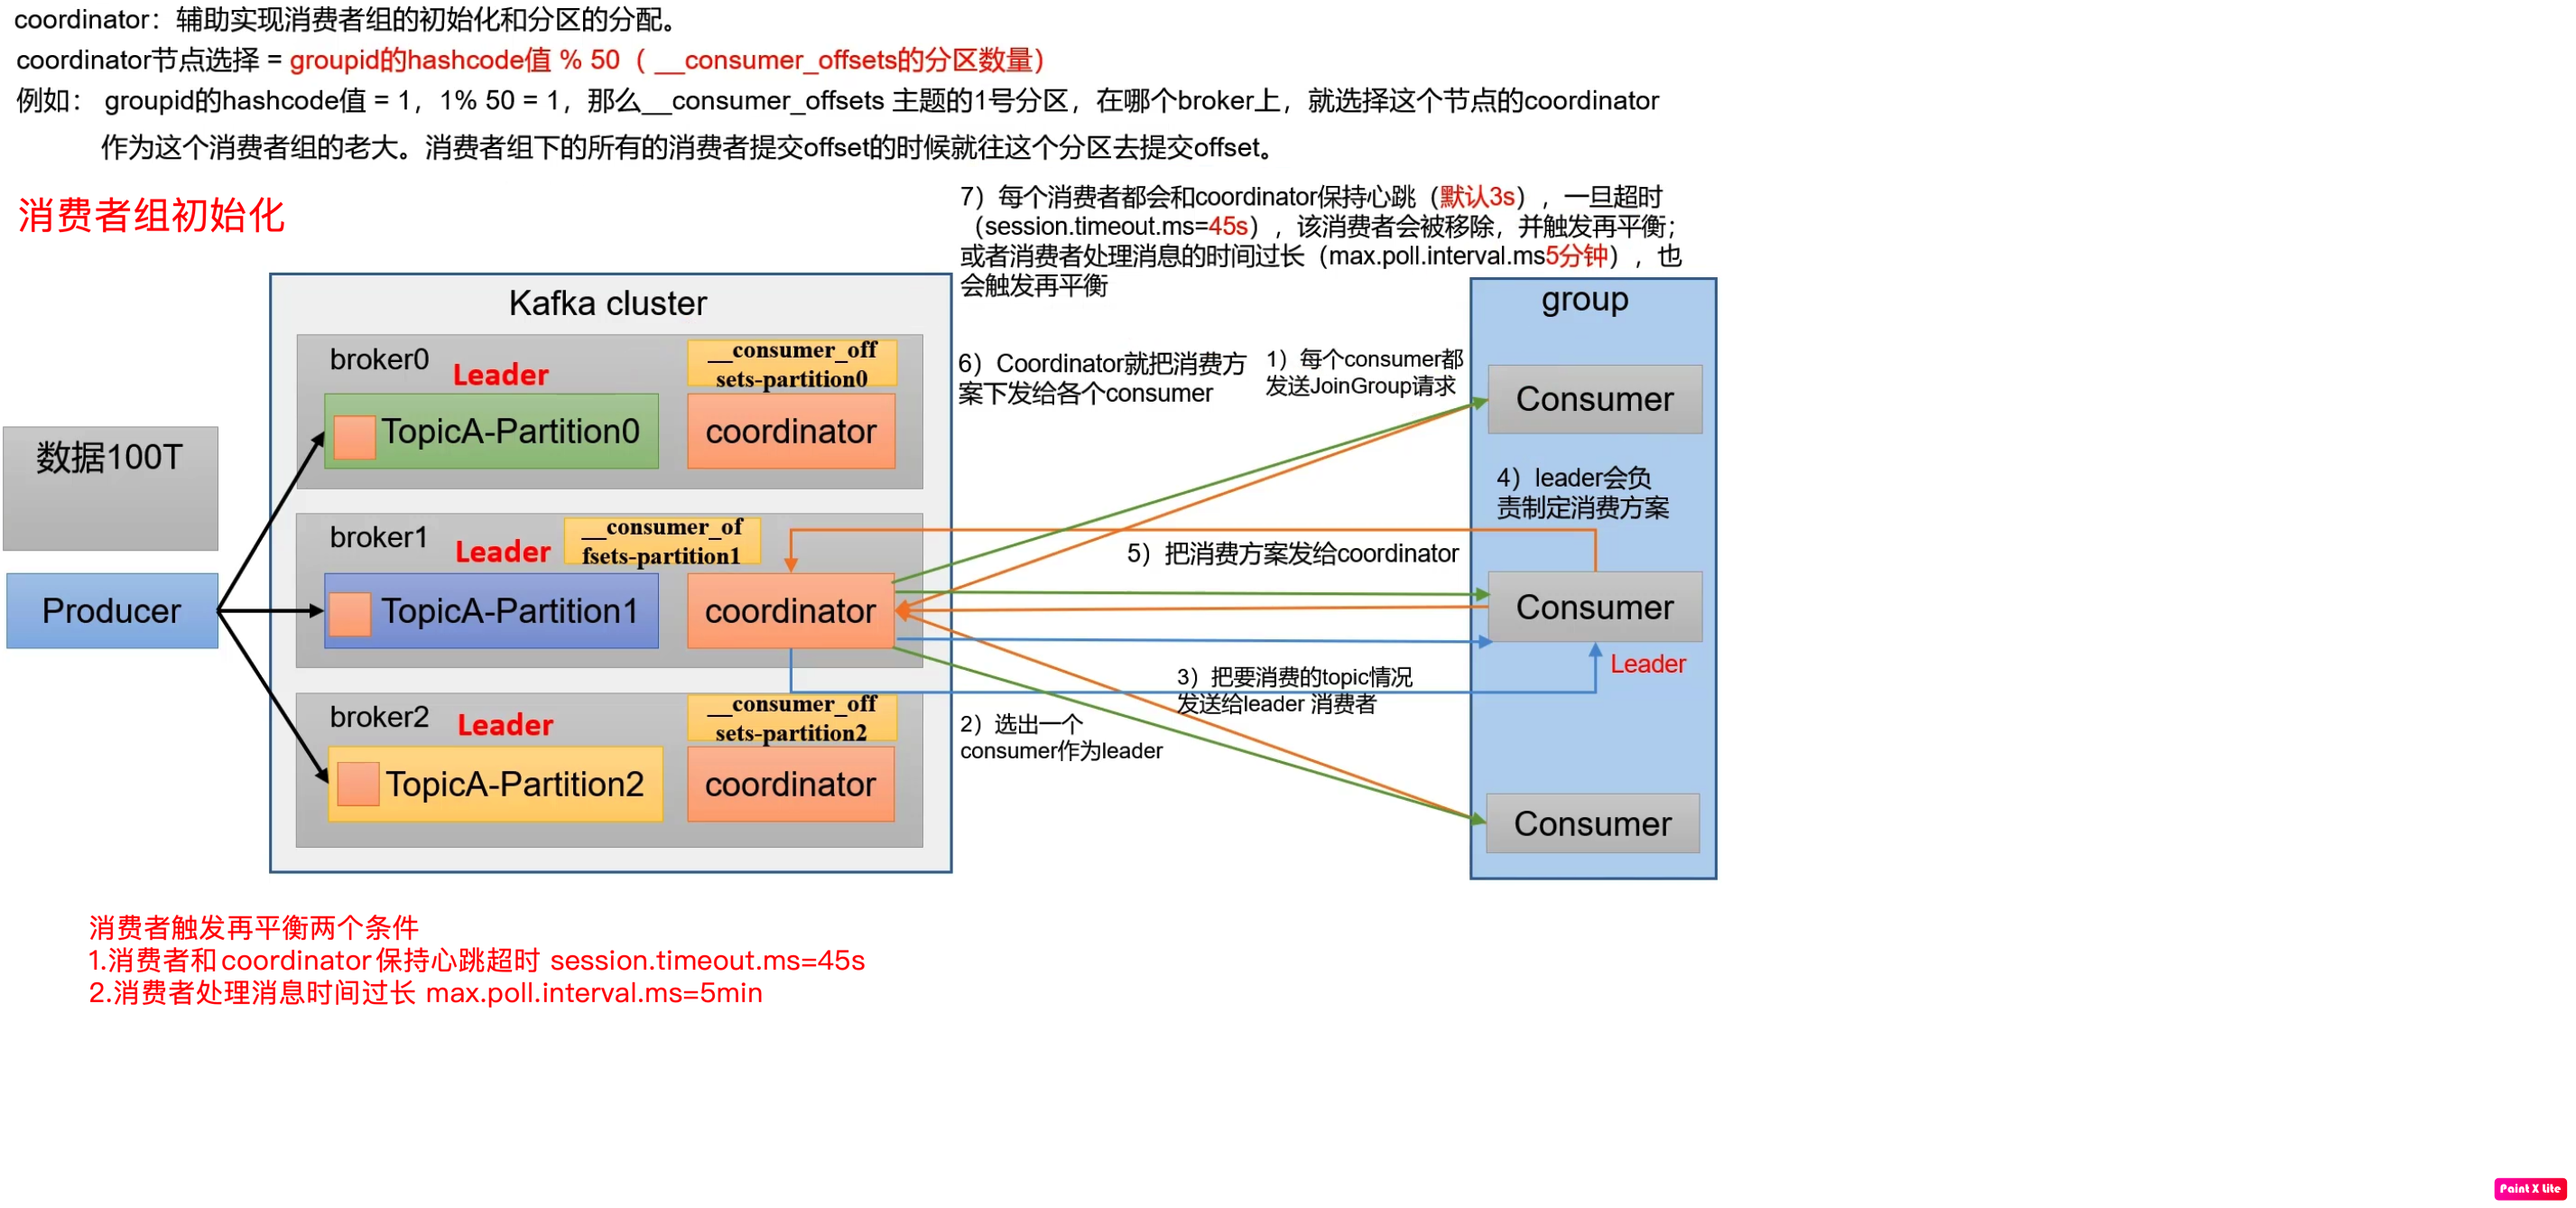 coordinator：辅助实现消费者组的初始化和分区的分配。
coordinator节点选择 = groupid的hashcode值 % 50（ __consumer_offsets的分区数量）
例如： groupid的hashcode值 = 1，1% 50 = 1，那么__consumer_offsets 主题的1号分区，在哪个broker上，就选择这个节点的coordinator
作为这个消费者组的老大。消费者组下的所有的消费者提交offset的时候就往这个分区去提交offset。
消费者组初始化
7）每个消费者都会和coordinator保持心跳（默认3s），一旦超时
（session.timeout.ms=45s），该消费者会被移除，并触发再平衡；
或者消费者处理消息的时间过长（max.poll.interval.ms5分钟），也
会触发再平衡
数据100T
Producer
Kafka cluster
broker0
Leader
__consumer_off
sets-partition0
TopicA-Partition0
coordinator
broker1
Leader
__consumer_of
fsets-partition1
TopicA-Partition1
coordinator
broker2
Leader
__consumer_off
sets-partition2
TopicA-Partition2
coordinator
6）Coordinator就把消费方
案下发给各个consumer
1）每个consumer都
发送JoinGroup请求
5）把消费方案发给coordinator
3）把要消费的topic情况
发送给leader 消费者
2）选出一个
consumer作为leader
group
Consumer
4）leader会负
责制定消费方案
Consumer
Leader
Consumer
消费者触发再平衡两个条件
1.消费者和coordinator保持心跳超时 session.timeout.ms=45s
2.消费者处理消息时间过长 max.poll.interval.ms=5min
Paint X Lite